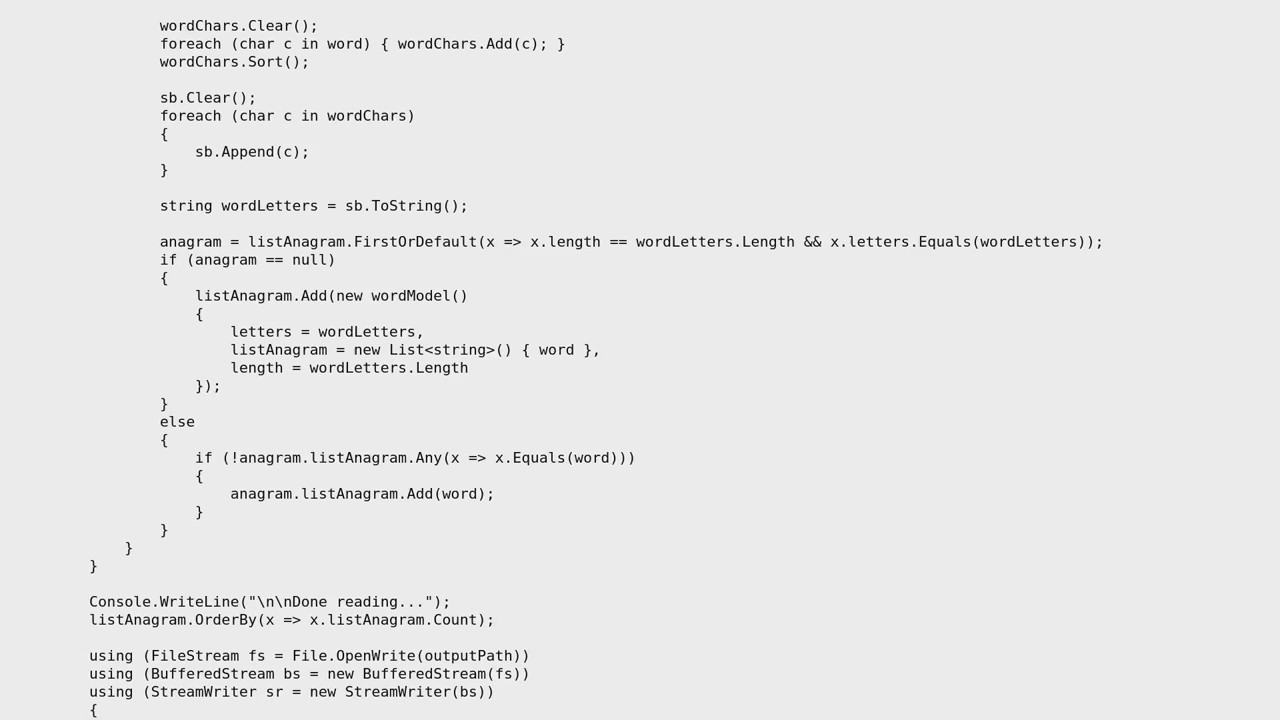 wordChars.Clear();
foreach (char c in word) { wordChars.Add(c); }
wordChars.Sort();
sb.Clear();
foreach (char c in wordChars)
{
sb.Append(c);
}
string wordLetters = sb.ToString();
anagram = listAnagram.FirstOrDefault(x => x.length == wordLetters.Length && x.letters.Equals(wordLetters));
if (anagram == null)
{
listAnagram.Add(new wordModel()
{
letters = wordLetters,
listAnagram = new List<string>() { word },
length = wordLetters.Length
});
}
else
{
if (!anagram.listAnagram.Any(x => x.Equals(word)))
{
anagram.listAnagram.Add(word);
}
}
}
}
Console.WriteLine("\n\nDone reading...");
listAnagram.OrderBy(x => x.listAnagram.Count);
using (FileStream fs = File.OpenWrite(outputPath))
using (BufferedStream bs = new BufferedStream(fs))
using (StreamWriter sr = new StreamWriter(bs))
{